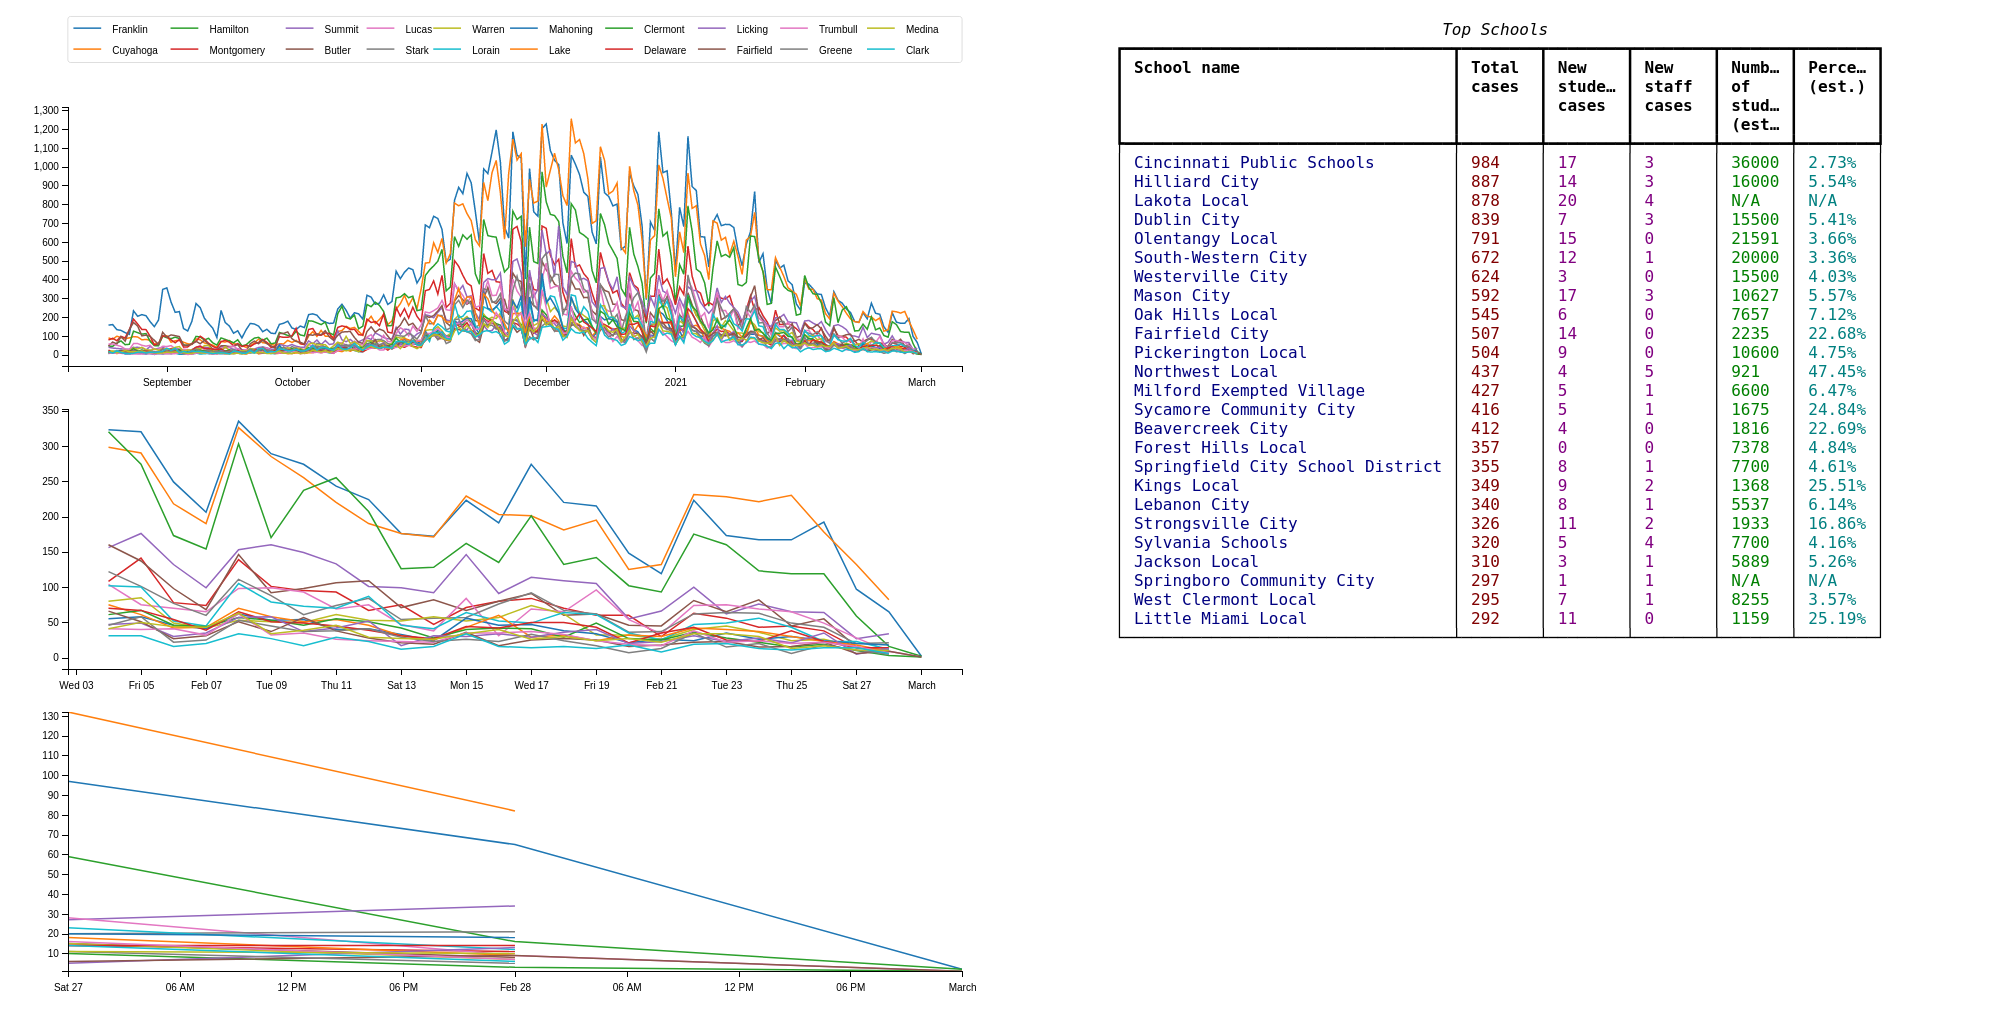 Franklin Hamilton Summit Lucas Warren Mahoning Clermont Licking Trumbull Medina
Cuyahoga Montgomery Butler Stark Lorain Lake Delaware Fairfield Greene Clark
1,300
1,200
1,100
1,000
900
800
700
600
500
400
300
200
100
0
September October November December 2021 February March
350
300
250
200
150
100
50
0
Wed 03 Fri 05 Feb 07 Tue 09 Thu 11 Sat 13 Mon 15 Wed 17 Fri 19 Feb 21 Tue 23 Thu 25 Sat 27 March
130
120
110
100
90
80
70
60
50
40
30
20
10
Sat 27 06 AM 12 PM 06 PM Feb 28 06 AM 12 PM 06 PM March
Top Schools
School name Total New New Numb… Perce…
cases stude… staff of (est.)
cases cases stud…
(est…
Cincinnati Public Schools 984 17 3 36000 2.73%
Hilliard City 887 14 3 16000 5.54%
Lakota Local 878 20 4 N/A N/A
Dublin City 839 7 3 15500 5.41%
Olentangy Local 791 15 0 21591 3.66%
South-Western City 672 12 1 20000 3.36%
Westerville City 624 3 0 15500 4.03%
Mason City 592 17 3 10627 5.57%
Oak Hills Local 545 6 0 7657 7.12%
Fairfield City 507 14 0 2235 22.68%
Pickerington Local 504 9 0 10600 4.75%
Northwest Local 437 4 5 921 47.45%
Milford Exempted Village 427 5 1 6600 6.47%
Sycamore Community City 416 5 1 1675 24.84%
Beavercreek City 412 4 0 1816 22.69%
Forest Hills Local 357 0 0 7378 4.84%
Springfield City School District 355 8 1 7700 4.61%
Kings Local 349 9 2 1368 25.51%
Lebanon City 340 8 1 5537 6.14%
Strongsville City 326 11 2 1933 16.86%
Sylvania Schools 320 5 4 7700 4.16%
Jackson Local 310 3 1 5889 5.26%
Springboro Community City 297 1 1 N/A N/A
West Clermont Local 295 7 1 8255 3.57%
Little Miami Local 292 11 0 1159 25.19%